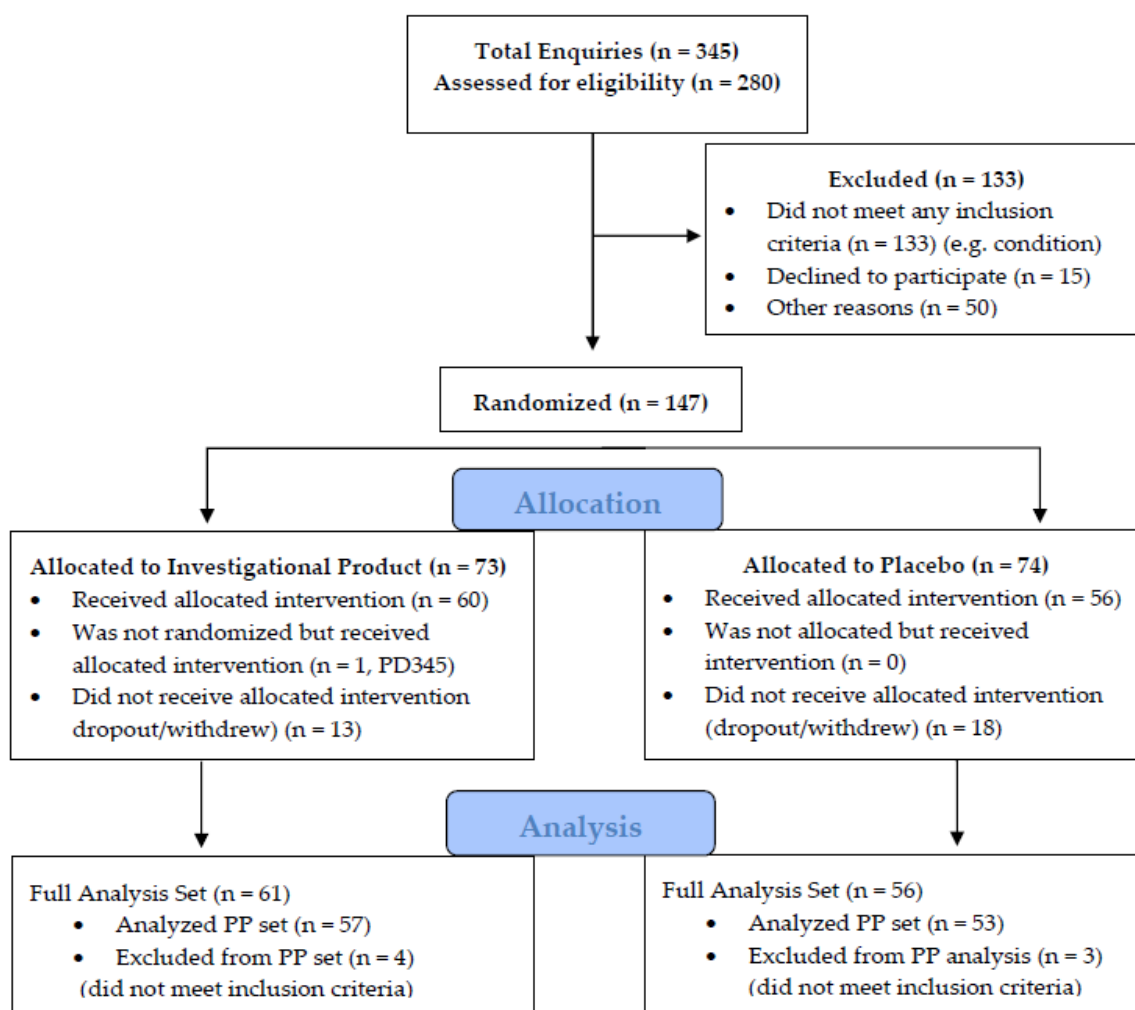 Total Enquiries (n = 345)
Assessed for eligibility (n = 280)
Excluded (n = 133)
• Did not meet any inclusion
criteria (n = 133) (e.g. condition)
• Declined to participate (n = 15)
• Other reasons (n = 50)
Randomized (n = 147)
Allocation
Allocated to Investigational Product (n = 73)
• Received allocated intervention (n = 60)
• Was not randomized but received
allocated intervention (n = 1, PD345)
• Did not receive allocated intervention
dropout/withdrew) (n = 13)
Allocated to Placebo (n = 74)
• Received allocated intervention (n = 56)
• Was not allocated but received
intervention (n = 0)
• Did not receive allocated intervention
(dropout/withdrew) (n = 18)
Analysis
Full Analysis Set (n = 61)
• Analyzed PP set (n = 57)
• Excluded from PP set (n = 4)
(did not meet inclusion criteria)
Full Analysis Set (n = 56)
• Analyzed PP set (n = 53)
• Excluded from PP analysis (n = 3)
(did not meet inclusion criteria)